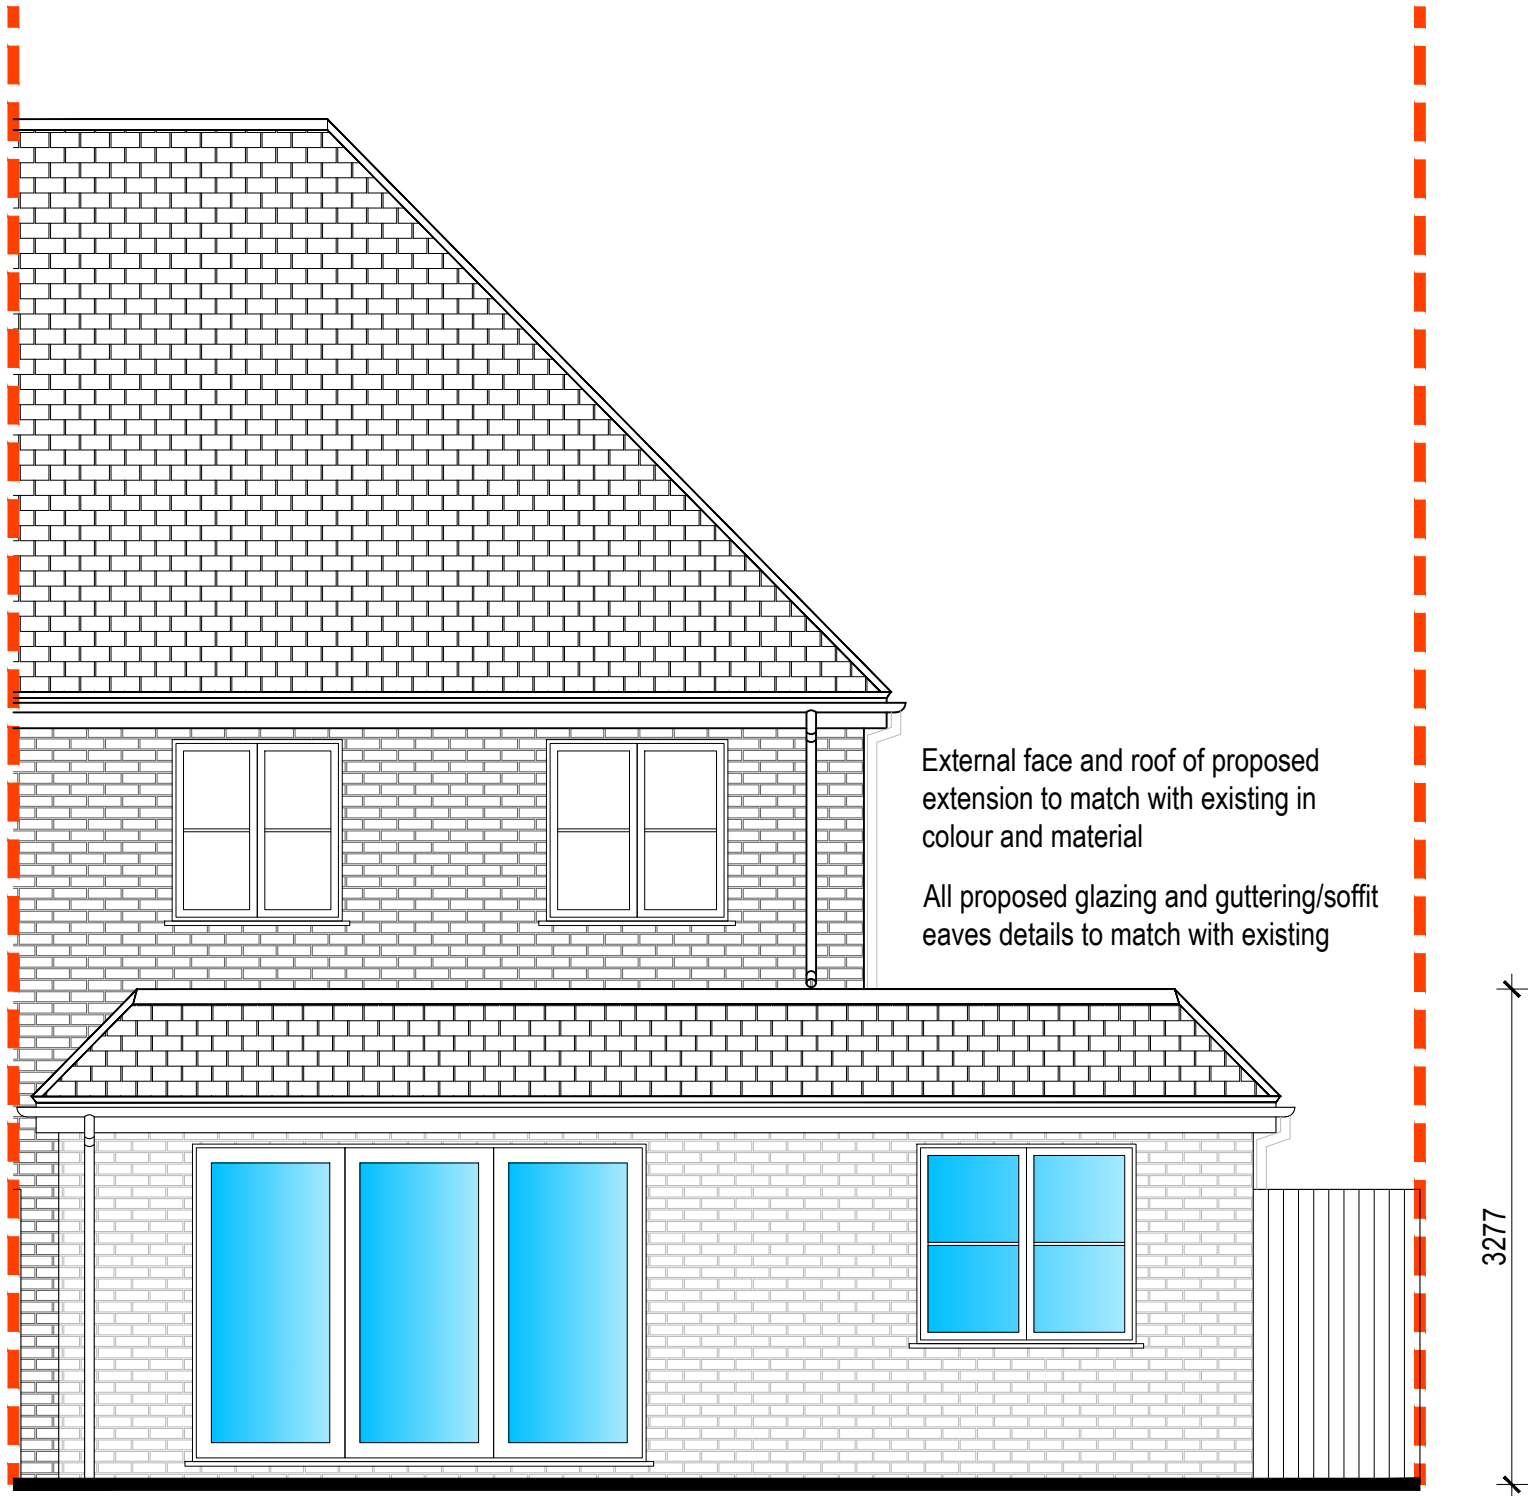 External face and roof of proposed
extension to match with existing in
colour and material
All proposed glazing and guttering/soffit
eaves details to match with existing
3277